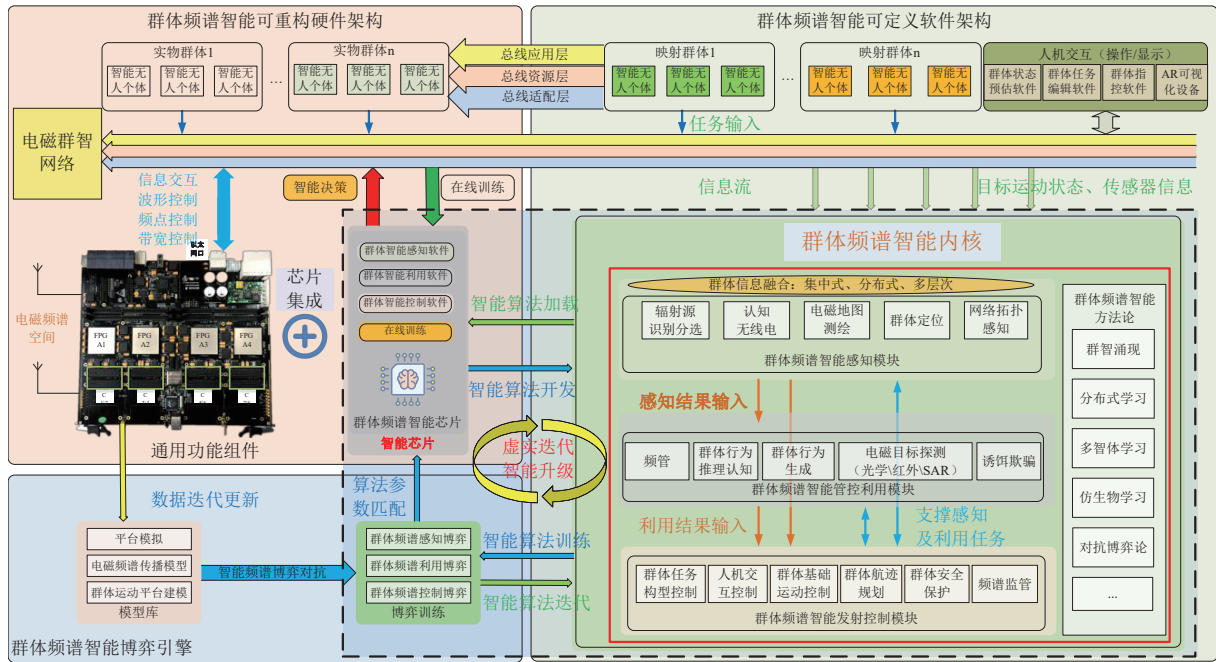 群体频谱智能可重构硬件架构
实物群体1
智能无
人个体
智能无
人个体
智能无
人个体
...
实物群体n
智能无
人个体
智能无
人个体
智能无
人个体
总线应用层
总线资源层
总线适配层
群体频谱智能可定义软件架构
映射群体1
智能无
人个体
智能无
人个体
智能无
人个体
...
映射群体n
智能无
人个体
智能无
人个体
智能无
人个体
人机交互（操作/显示）
群体状态
预估软件
群体任务
编辑软件
群体指
控软件
AR可视
化设备
任务输入
电磁群智
网络
信息交互
波形控制
频点控制
带宽控制
智能决策
在线训练
信息流
目标运动状态、传感器信息
以太
网口
电磁频谱
空间
FPG
A1
FPG
A2
FPG
A3
FPG
A4
通用功能组件
芯片
集成
群体智能感知软件
群体智能利用软件
群体智能控制软件
在线训练
群体频谱智能芯片
智能芯片
智能算法加载
智能算法开发
虚实迭代
智能升级
群体频谱智能内核
群体信息融合：集中式、分布式、多层次
辐射源
识别分选
认知
无线电
电磁地图
测绘
群体定位
网络拓扑
感知
群体频谱智能感知模块
感知结果输入
频管
群体行为
推理认知
群体行为
生成
电磁目标探测
（光学\红外\SAR）
诱饵欺骗
群体频谱智能管控利用模块
利用结果输入
支撑感知
及利用任务
群体任务
构型控制
人机交
互控制
群体基础
运动控制
群体航迹
规划
群体安全
保护
频谱监管
群体频谱智能发射控制模块
群体频谱智能
方法论
群智涌现
分布式学习
多智体学习
仿生物学习
对抗博弈论
...
数据迭代更新
平台模拟
电磁频谱传播模型
群体运动平台建模
模型库
智能频谱博弈对抗
算法参
数匹配
群体频谱感知博弈
群体频谱利用博弈
群体频谱控制博弈
博弈训练
智能算法训练
智能算法迭代
群体频谱智能博弈引擎